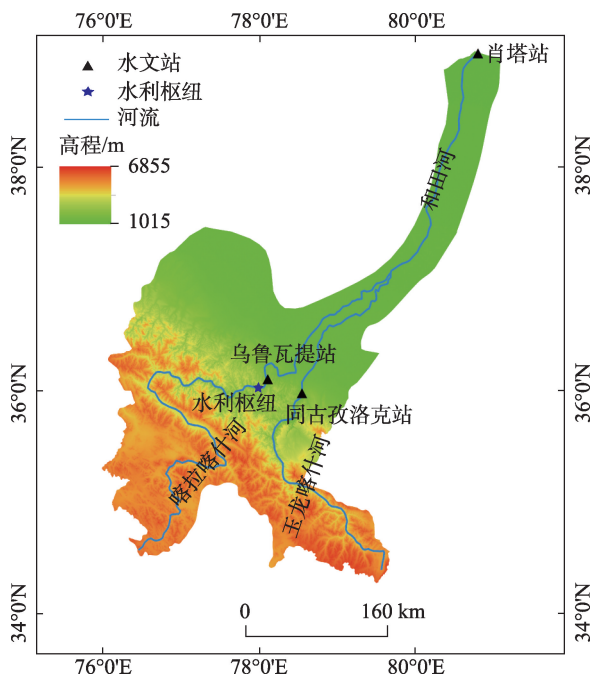 76°0'E 78°0'E 80°0'E
水文站
水利枢纽
河流
高程/m
6855
1015
肖塔站
和田河
38°0'N 38°0'N
乌鲁瓦提站
水利枢纽
同古孜洛克站
36°0'N 36°0'N
喀拉喀什河
玉龙喀什河
0 160 km
34°0'N 34°0'N
76°0'E 78°0'E 80°0'E